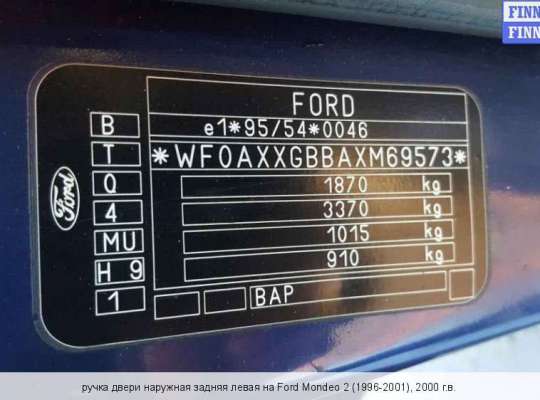 FINN
FINN
FORD
B
e1*95/54*0046
T
*WF0AXXGBBAXM69573*
Q
1870 kg
Ford
4
3370 kg
MU
1015 kg
H 9
910 kg
1
BAP
ручка двери наружная задняя левая на Ford Mondeo 2 (1996-2001), 2000 г.в.